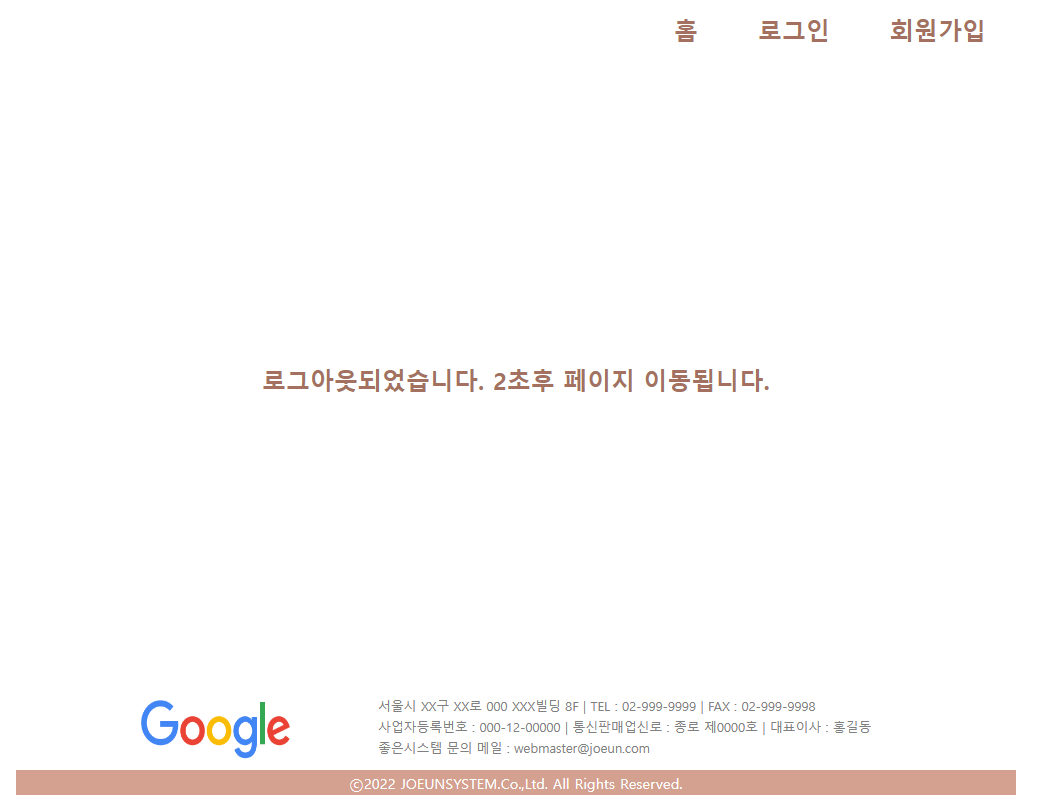 홈 로그인 회원가입
로그아웃되었습니다. 2초후 페이지 이동됩니다.
Google
서울시 XX구 XX로 000 XXX빌딩 8F | TEL : 02-999-9999 | FAX : 02-999-9998
사업자등록번호 : 000-12-00000 | 통신판매업신로 : 종로 제0000호 | 대표이사 : 홍길동
좋은시스템 문의 메일 : webmaster@joeun.com
©2022 JOEUNSYSTEM.Co.,Ltd. All Rights Reserved.